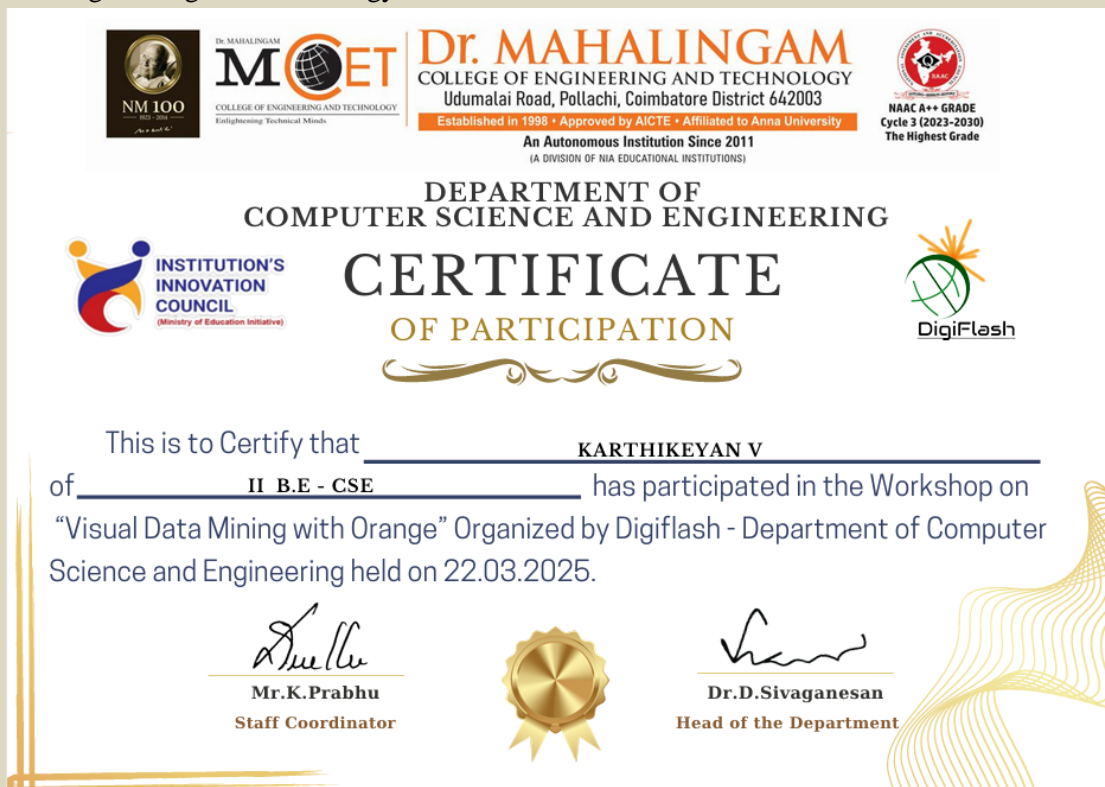 NM 100
1923 - 2014
Dr. MAHALINGAM
MCET
COLLEGE OF ENGINEERING AND TECHNOLOGY
Enlightening Technical Minds
Dr. MAHALINGAM
COLLEGE OF ENGINEERING AND TECHNOLOGY
Udumalai Road, Pollachi, Coimbatore District 642003
Established in 1998 • Approved by AICTE • Affiliated to Anna University
An Autonomous Institution Since 2011
(A DIVISION OF NIA EDUCATIONAL INSTITUTIONS)
NAAC
NAAC A++ GRADE
Cycle 3 (2023-2030)
The Highest Grade
DEPARTMENT OF
COMPUTER SCIENCE AND ENGINEERING
INSTITUTION'S
INNOVATION
COUNCIL
(Ministry of Education Initiative)
CERTIFICATE
OF PARTICIPATION
DigiFlash
This is to Certify that KARTHIKEYAN V
of II B.E - CSE has participated in the Workshop on
“Visual Data Mining with Orange” Organized by Digiflash - Department of Computer
Science and Engineering held on 22.03.2025.
Mr.K.Prabhu
Staff Coordinator
Dr.D.Sivaganesan
Head of the Department